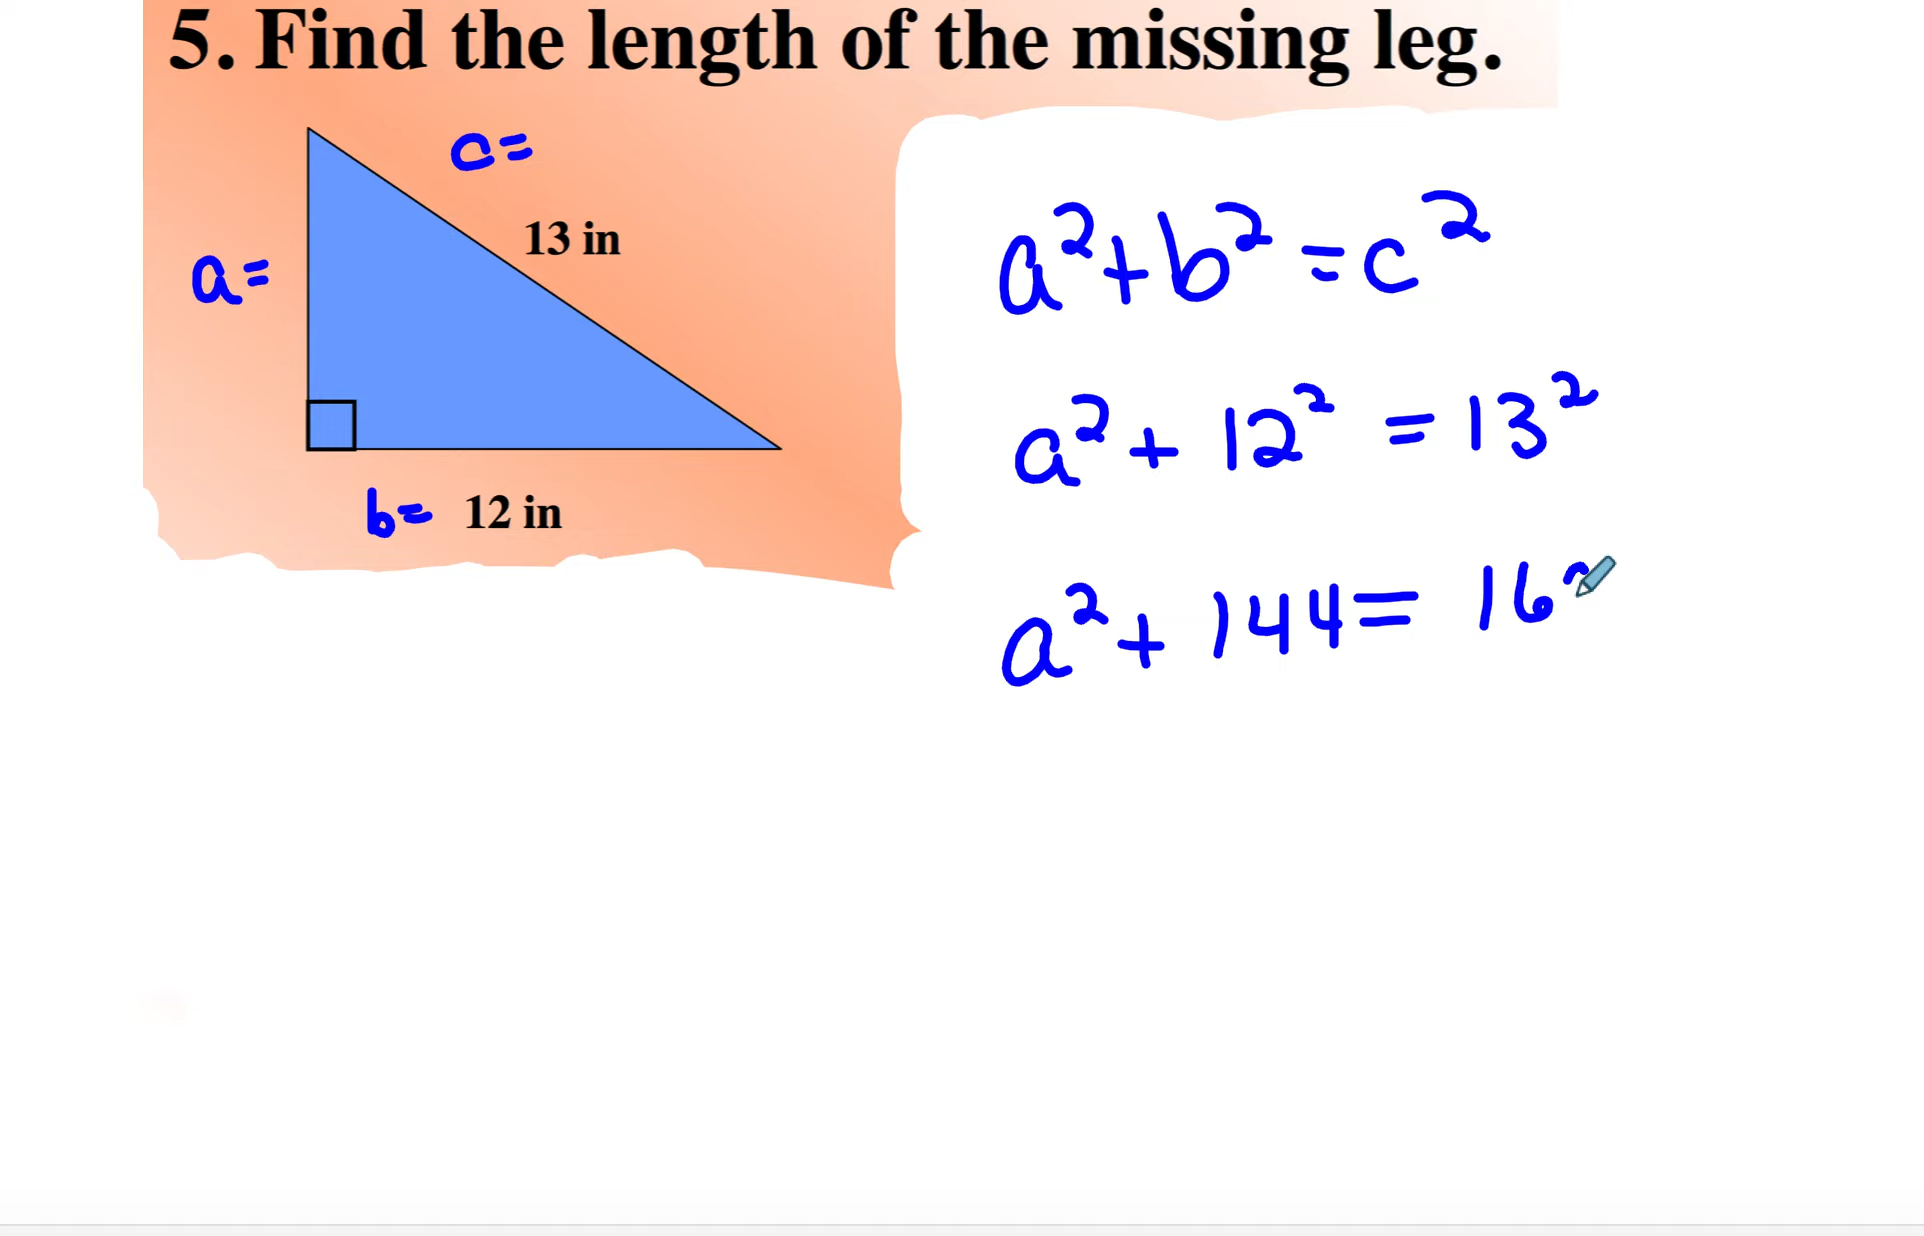 5. Find the length of the missing leg.
c=
13 in
a=
b= 12 in
a²+b²=c²
a²+12²=13²
a²+144=16